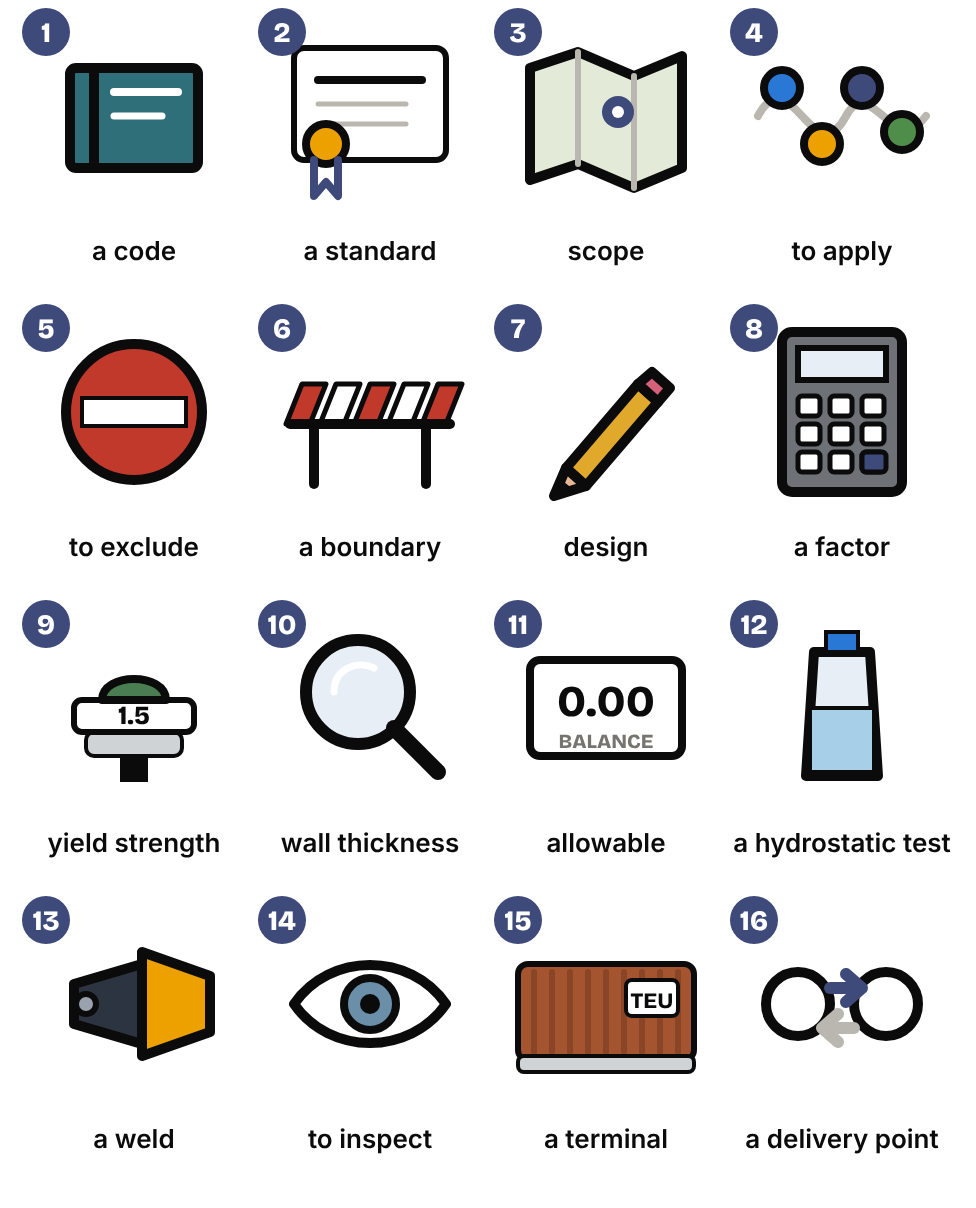 1
a code
2
a standard
3
scope
4
to apply
5
to exclude
6
a boundary
7
design
8
a factor
9
1.5
yield strength
10
wall thickness
11
0.00
BALANCE
allowable
12
a hydrostatic test
13
a weld
14
to inspect
15
TEU
a terminal
16
a delivery point